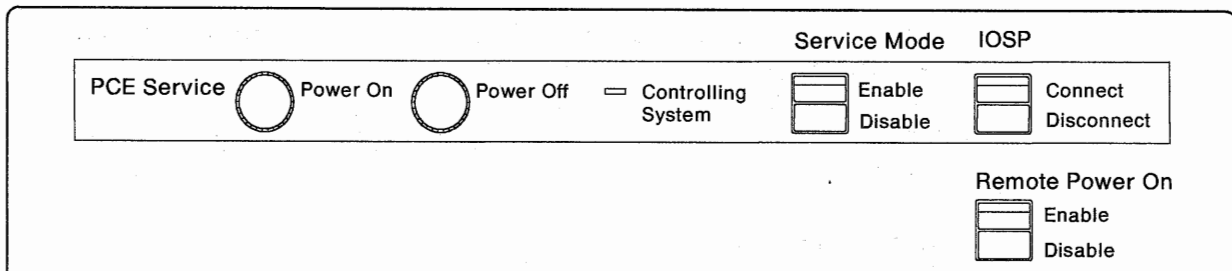 Service Mode IOSP
PCE Service Power On Power Off Controlling System Enable Disable Connect Disconnect
Remote Power On
Enable
Disable